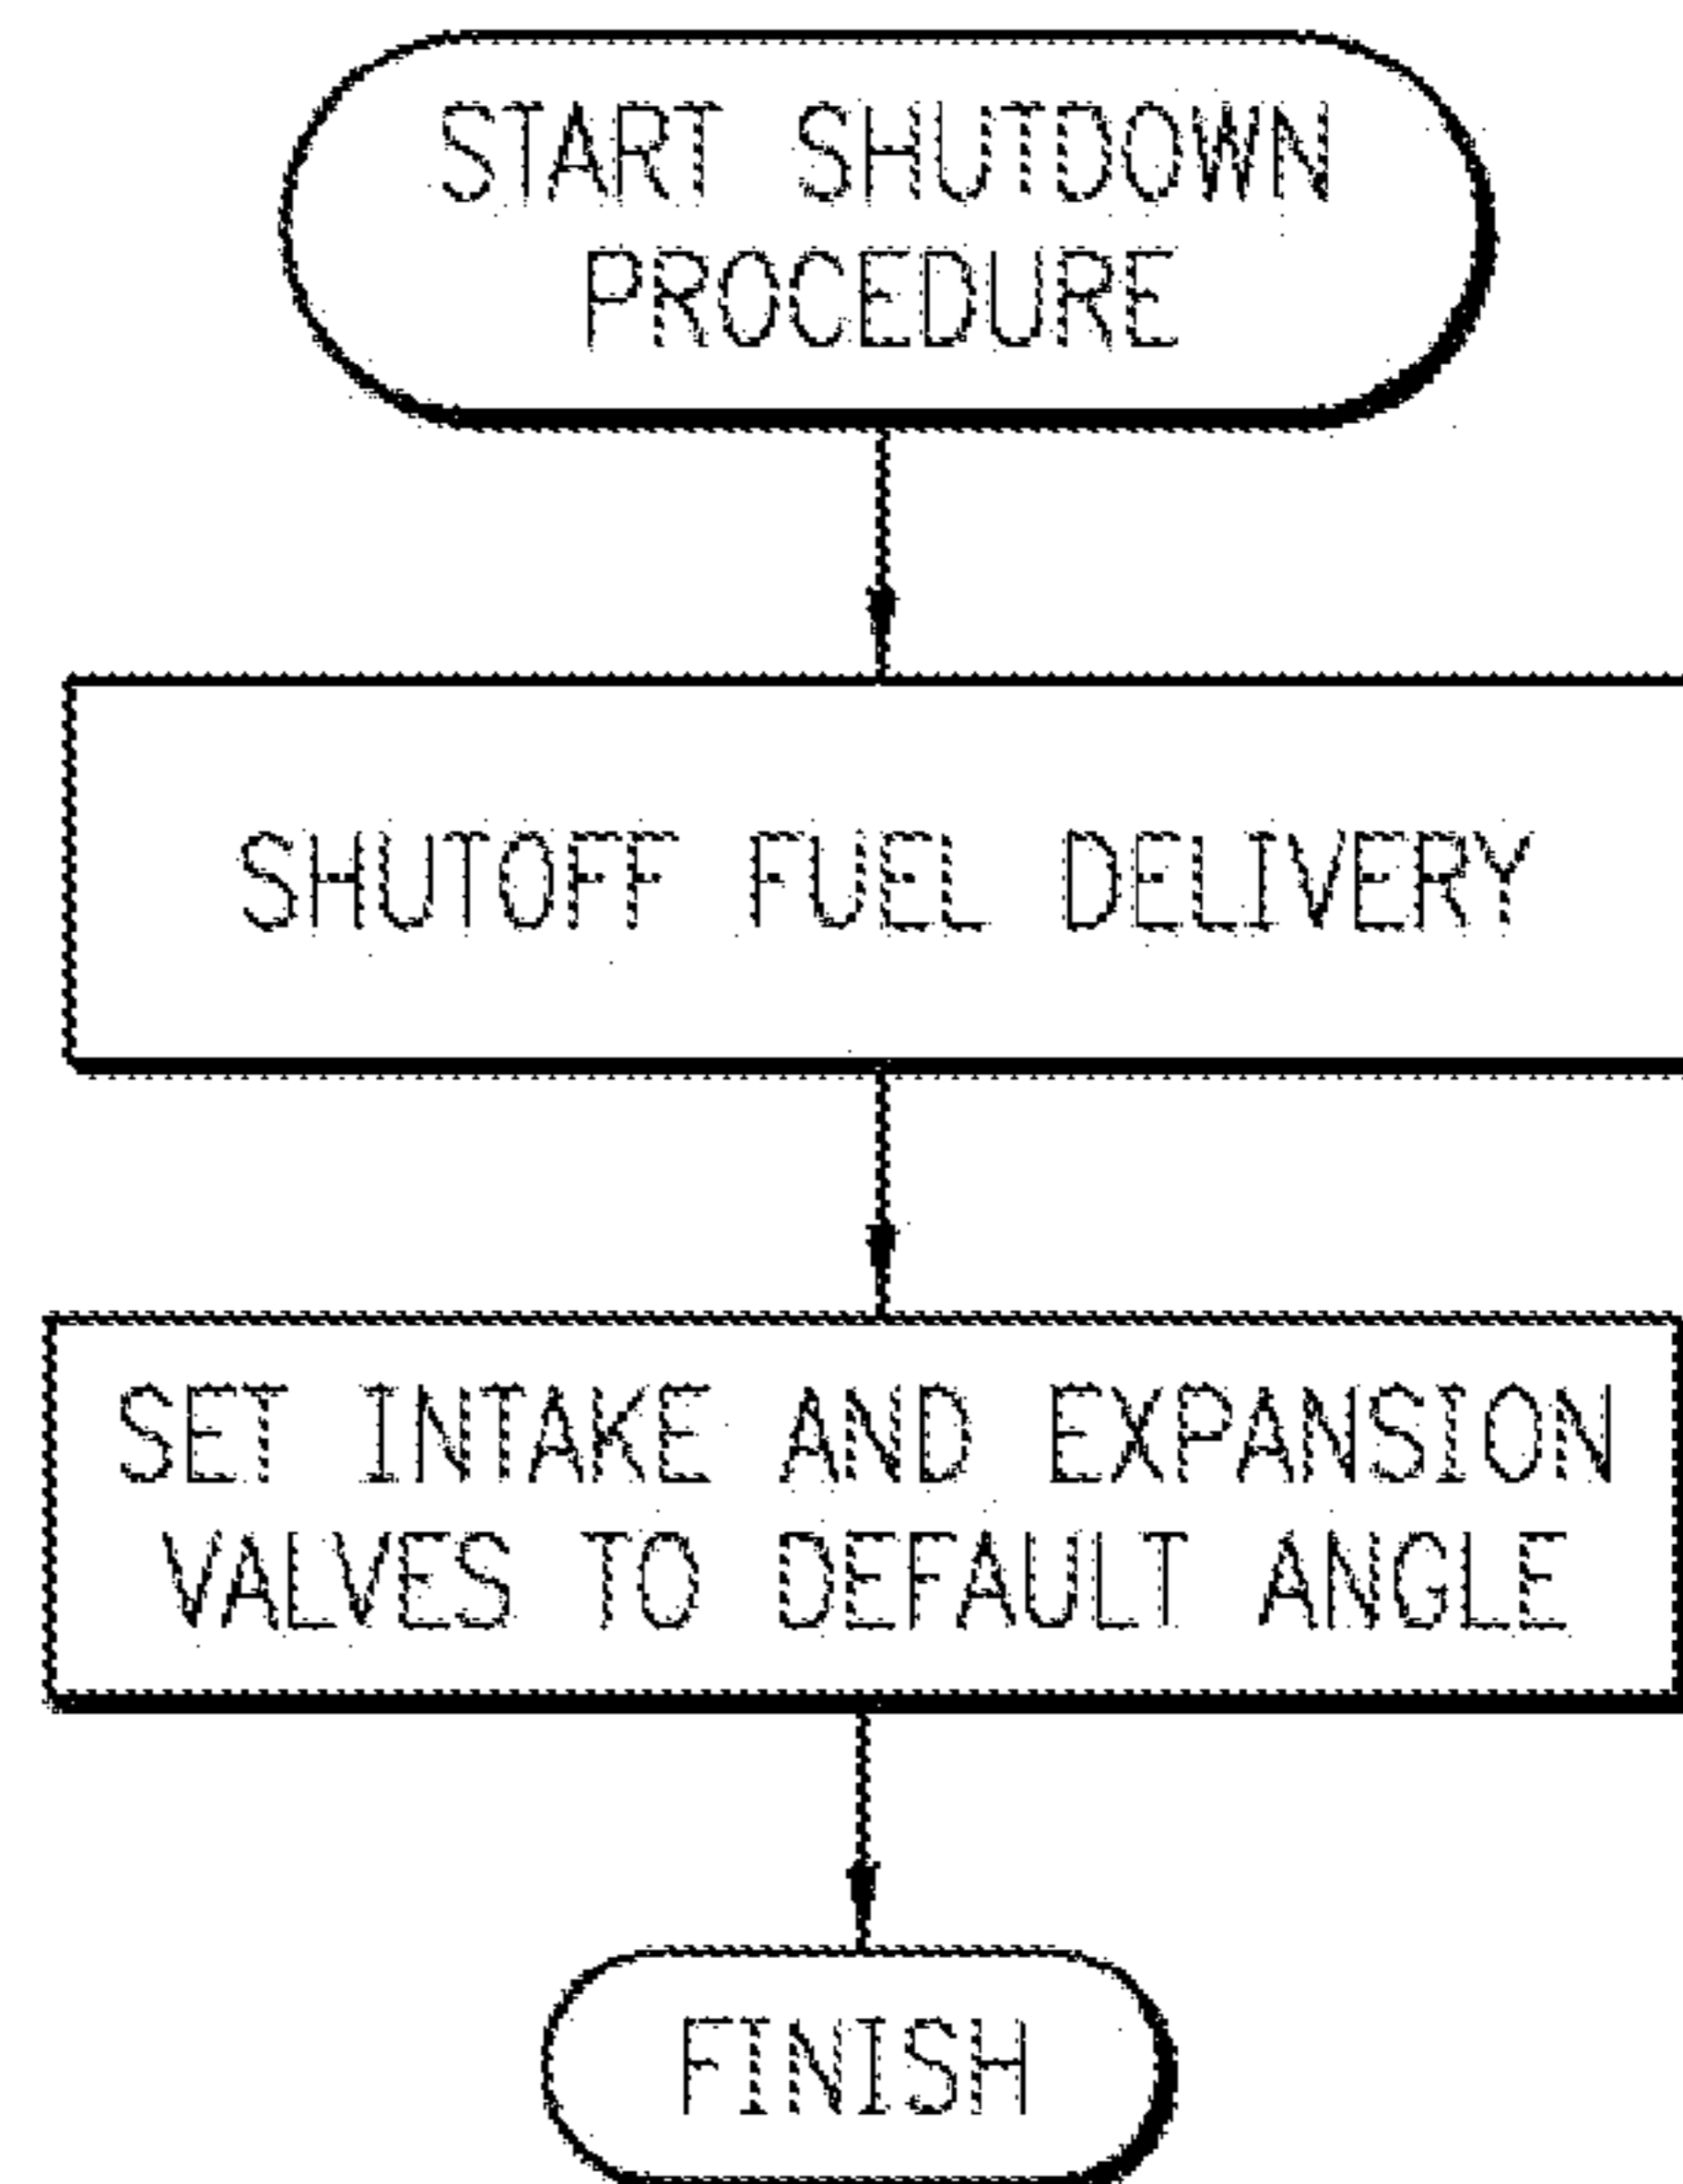 START SHUTDOWN
PROCEDURE
SHUTOFF FUEL DELIVERY
SET INTAKE AND EXPANSION
VALVES TO DEFAULT ANGLE
FINISH